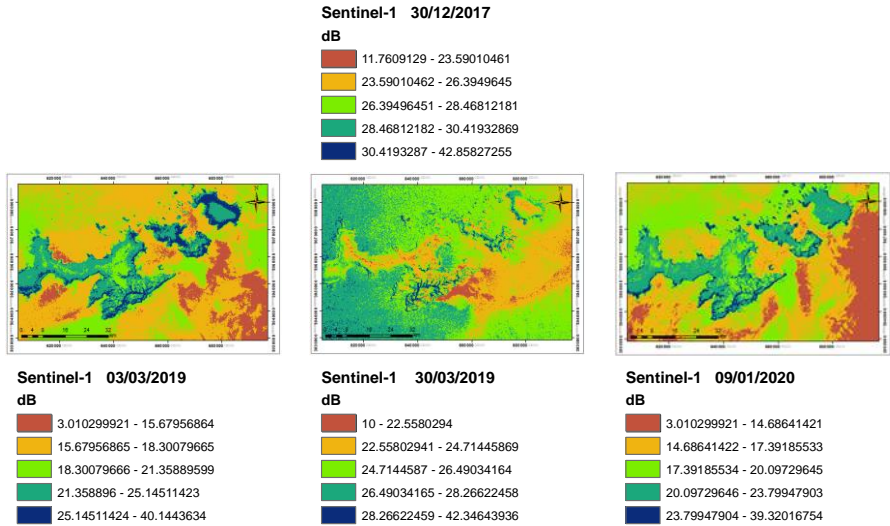 Sentinel-1 30/12/2017
dB
11.7609129 - 23.59010461
23.59010462 - 26.3949645
26.39496451 - 28.46812181
28.46812182 - 30.41932869
30.4193287 - 42.85827255
Sentinel-1 03/03/2019
dB
3.010299921 - 15.67956864
15.67956865 - 18.30079665
18.30079666 - 21.35889599
21.358896 - 25.14511423
25.14511424 - 40.1443634
Sentinel-1 30/03/2019
dB
10 - 22.5580294
22.55802941 - 24.71445869
24.7144587 - 26.49034164
26.49034165 - 28.26622458
28.26622459 - 42.34643936
Sentinel-1 09/01/2020
dB
3.010299921 - 14.68641421
14.68641422 - 17.39185533
17.39185534 - 20.09729645
20.09729646 - 23.79947903
23.79947904 - 39.32016754